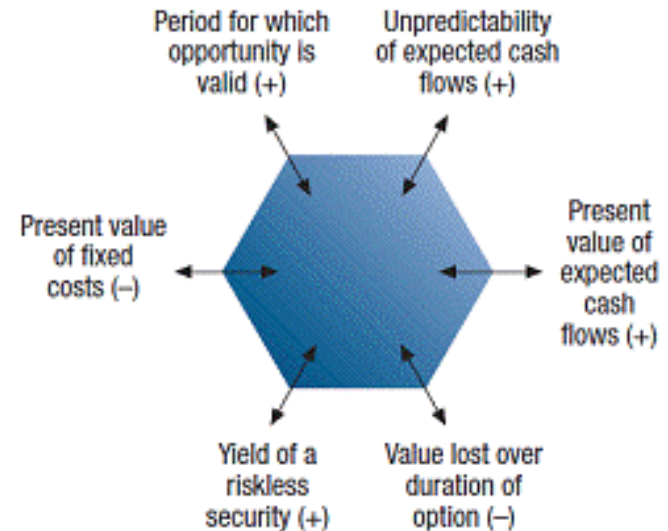 Period for which
opportunity is
valid (+)
Unpredictability
of expected cash
flows (+)
Present value
of fixed
costs (–)
Present
value of
expected
cash
flows (+)
Yield of a
riskless
security (+)
Value lost over
duration of
option (–)